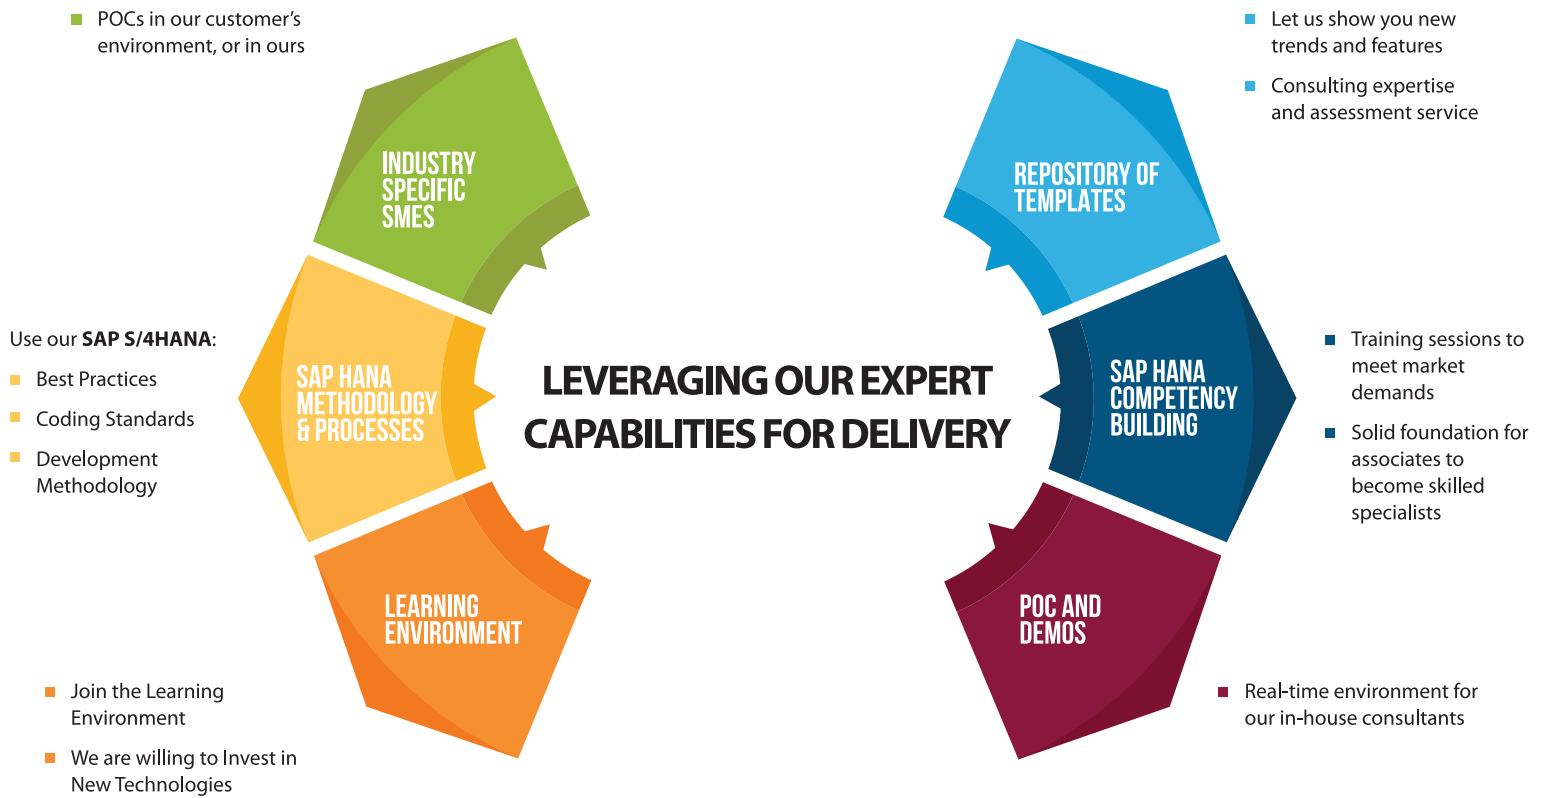 POCs in our customer's
environment, or in ours
INDUSTRY
SPECIFIC
SMES
Use our SAP S/4HANA:
Best Practices
Coding Standards
Development
Methodology
SAP HANA
METHODOLOGY
& PROCESSES
Join the Learning
Environment
We are willing to Invest in
New Technologies
LEARNING
ENVIRONMENT
LEVERAGING OUR EXPERT
CAPABILITIES FOR DELIVERY
REPOSITORY OF
TEMPLATES
Let us show you new
trends and features
Consulting expertise
and assessment service
SAP HANA
COMPETENCY
BUILDING
Training sessions to
meet market
demands
Solid foundation for
associates to
become skilled
specialists
POC AND
DEMOS
Real-time environment for
our in-house consultants